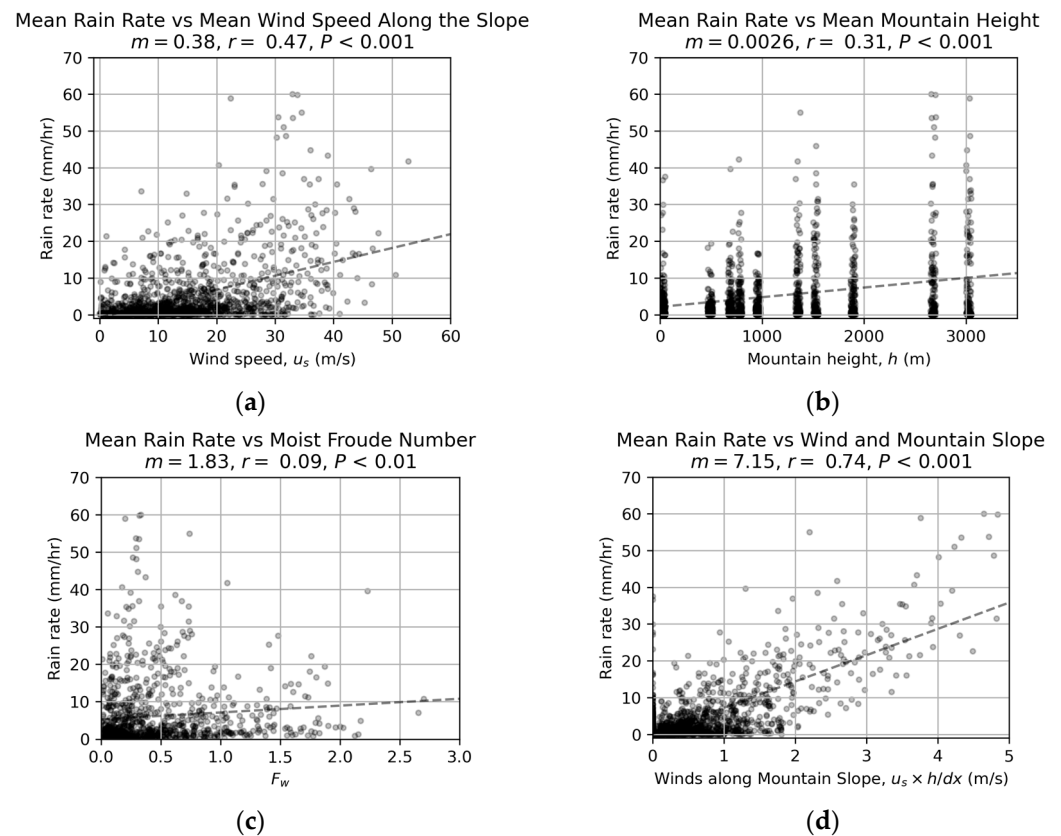 Mean Rain Rate vs Mean Wind Speed Along the Slope
m = 0.38, r = 0.47, P < 0.001
Rain rate (mm/hr)
70
60
50
40
30
20
10
0
0 10 20 30 40 50 60
Wind speed, u_s (m/s)
(a)
Mean Rain Rate vs Mean Mountain Height
m = 0.0026, r = 0.31, P < 0.001
Rain rate (mm/hr)
70
60
50
40
30
20
10
0
0 1000 2000 3000
Mountain height, h (m)
(b)
Mean Rain Rate vs Moist Froude Number
m = 1.83, r = 0.09, P < 0.01
Rain rate (mm/hr)
70
60
50
40
30
20
10
0
0.0 0.5 1.0 1.5 2.0 2.5 3.0
F_w
(c)
Mean Rain Rate vs Wind and Mountain Slope
m = 7.15, r = 0.74, P < 0.001
Rain rate (mm/hr)
70
60
50
40
30
20
10
0
0 1 2 3 4 5
Winds along Mountain Slope, u_s × h/dx (m/s)
(d)